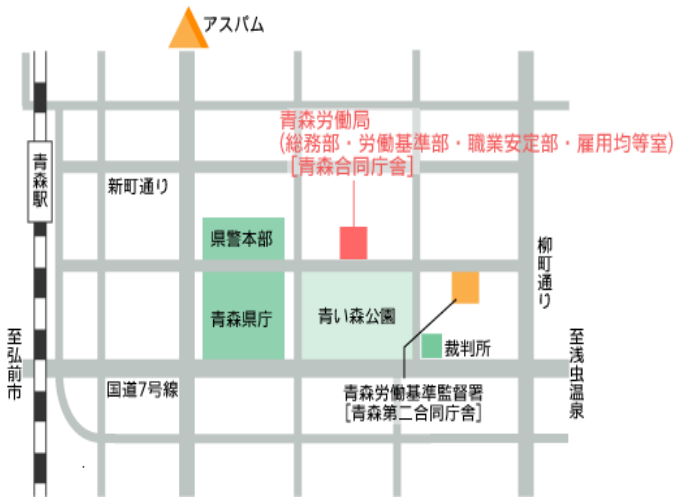 アスパム
青森労働局
(総務部・労働基準部・職業安定部・雇用均等室)
[青森合同庁舎]
青森駅
新町通り
県警本部
柳町通り
青森県庁
青い森公園
裁判所
至弘前市
至浅虫温泉
国道7号線
青森労働基準監督署
[青森第二合同庁舎]